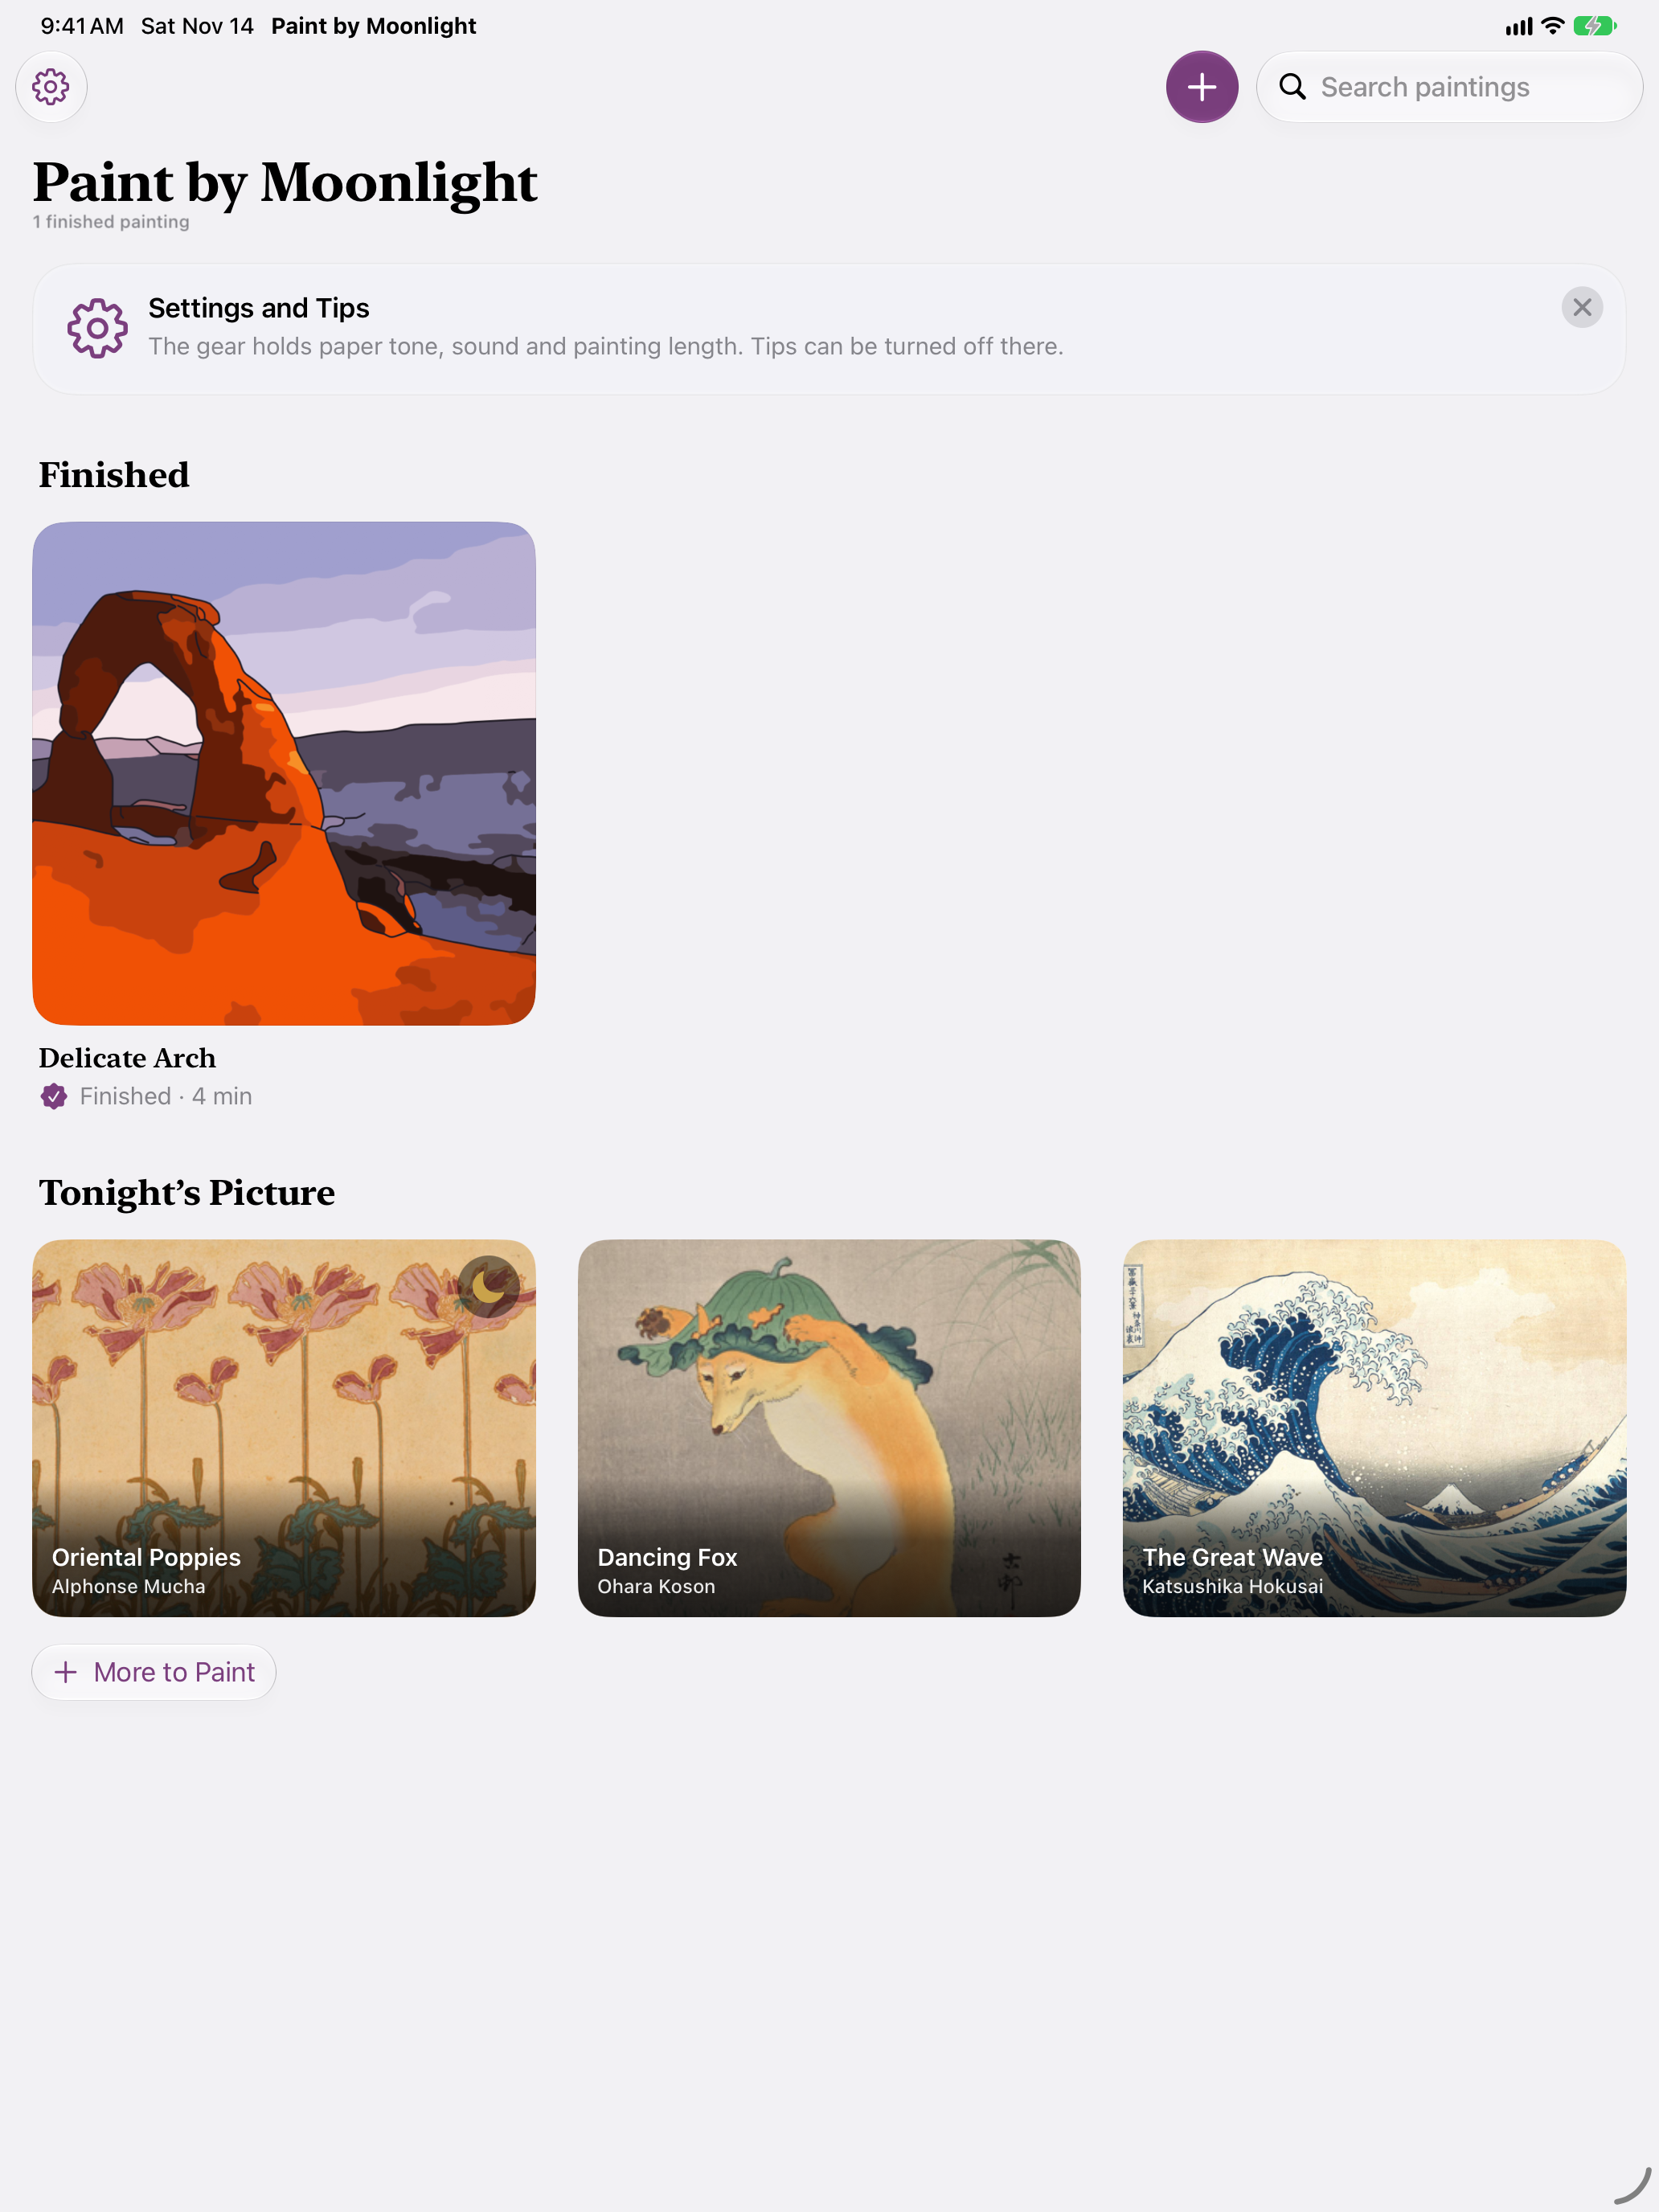 9:41 AM Sat Nov 14 Paint by Moonlight
Search paintings
Paint by Moonlight
1 finished painting
Settings and Tips
The gear holds paper tone, sound and painting length. Tips can be turned off there.
Finished
Delicate Arch
Finished · 4 min
Tonight’s Picture
Oriental Poppies
Alphonse Mucha
Dancing Fox
Ohara Koson
The Great Wave
Katsushika Hokusai
More to Paint